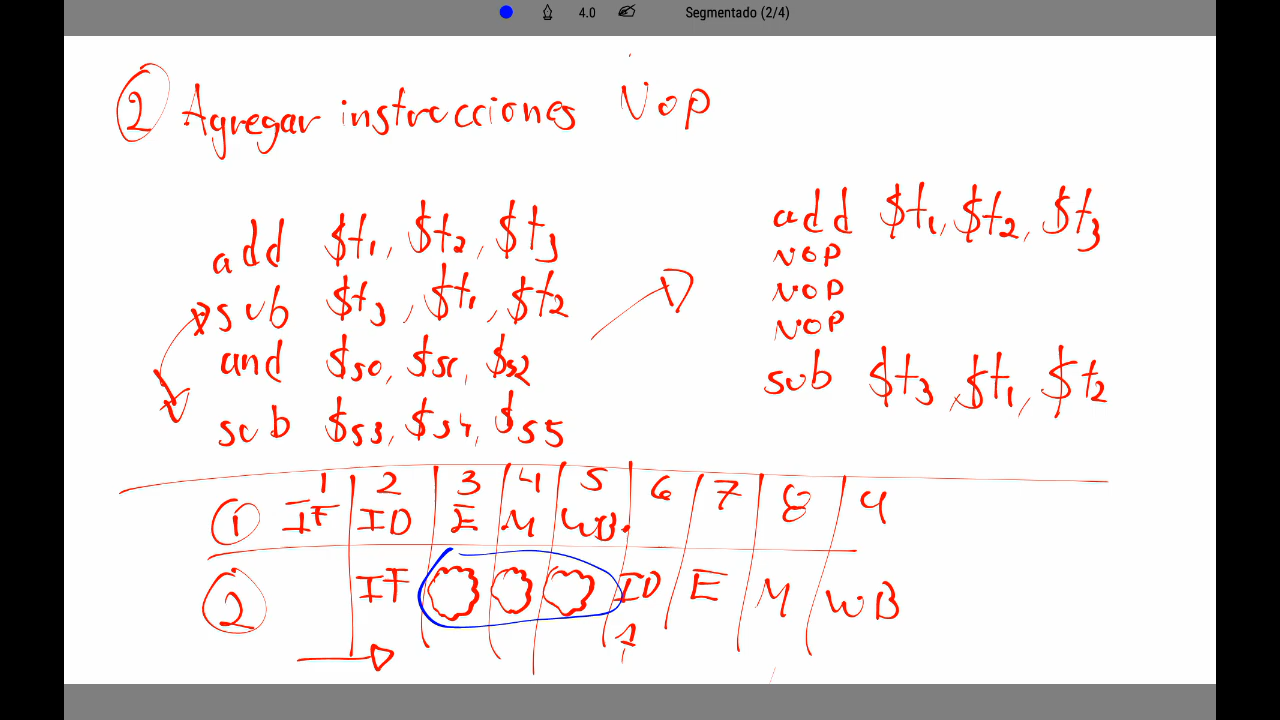 4.0 Segmentado (2/4)
2 Agregar instrucciones NOP
add $t1, $t2, $t3
sub $t3, $t1, $t2
and $s0, $s1, $s2
sub $s3, $s4, $s5
add $t1, $t2, $t3
NOP
NOP
NOP
sub $t3, $t1, $t2
1 2 3 4 5 6 7 8 9
1 IF ID E M WB
2 IF ID E M WB